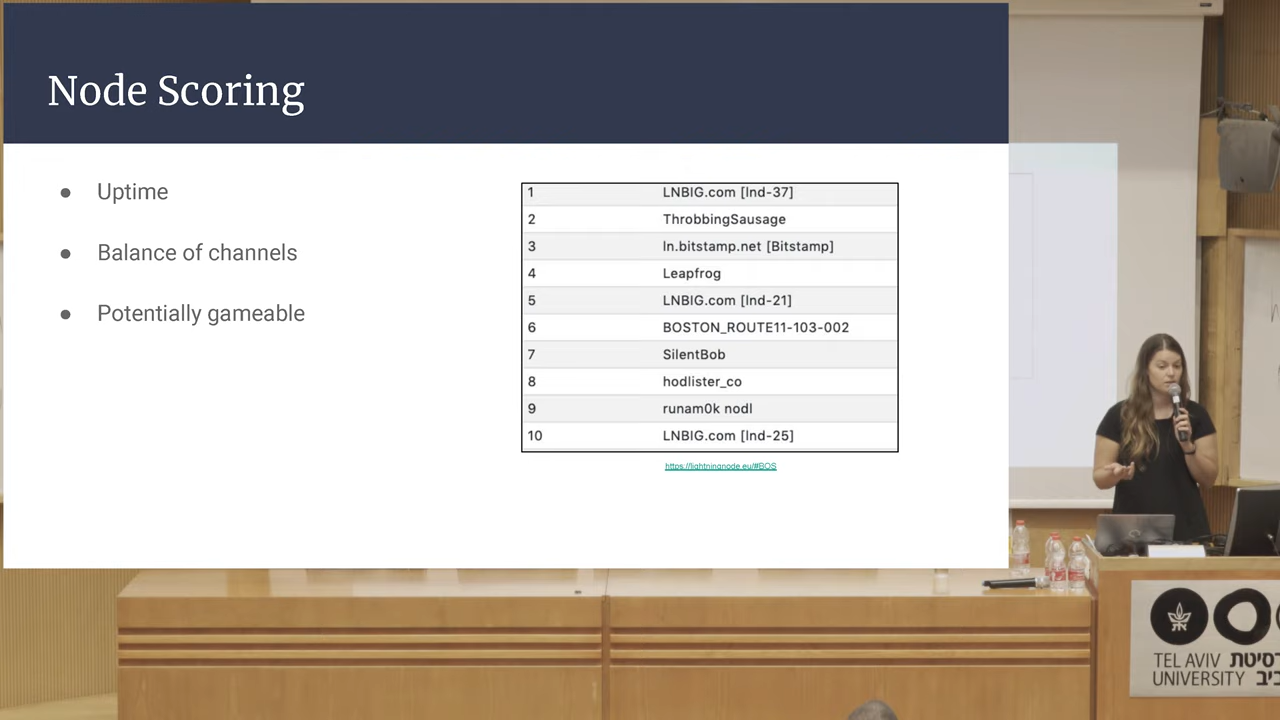 Node Scoring
● Uptime
● Balance of channels
● Potentially gameable
1 LNBIG.com [lnd-37]
2 ThrobbingSausage
3 ln.bitstamp.net [Bitstamp]
4 Leapfrog
5 LNBIG.com [lnd-21]
6 BOSTON_ROUTE11-103-002
7 SilentBob
8 hodlister_co
9 runam0k nodl
10 LNBIG.com [lnd-25]
https://lightningnode.eu/#BOS
TEL AVIV
UNIVERSITY